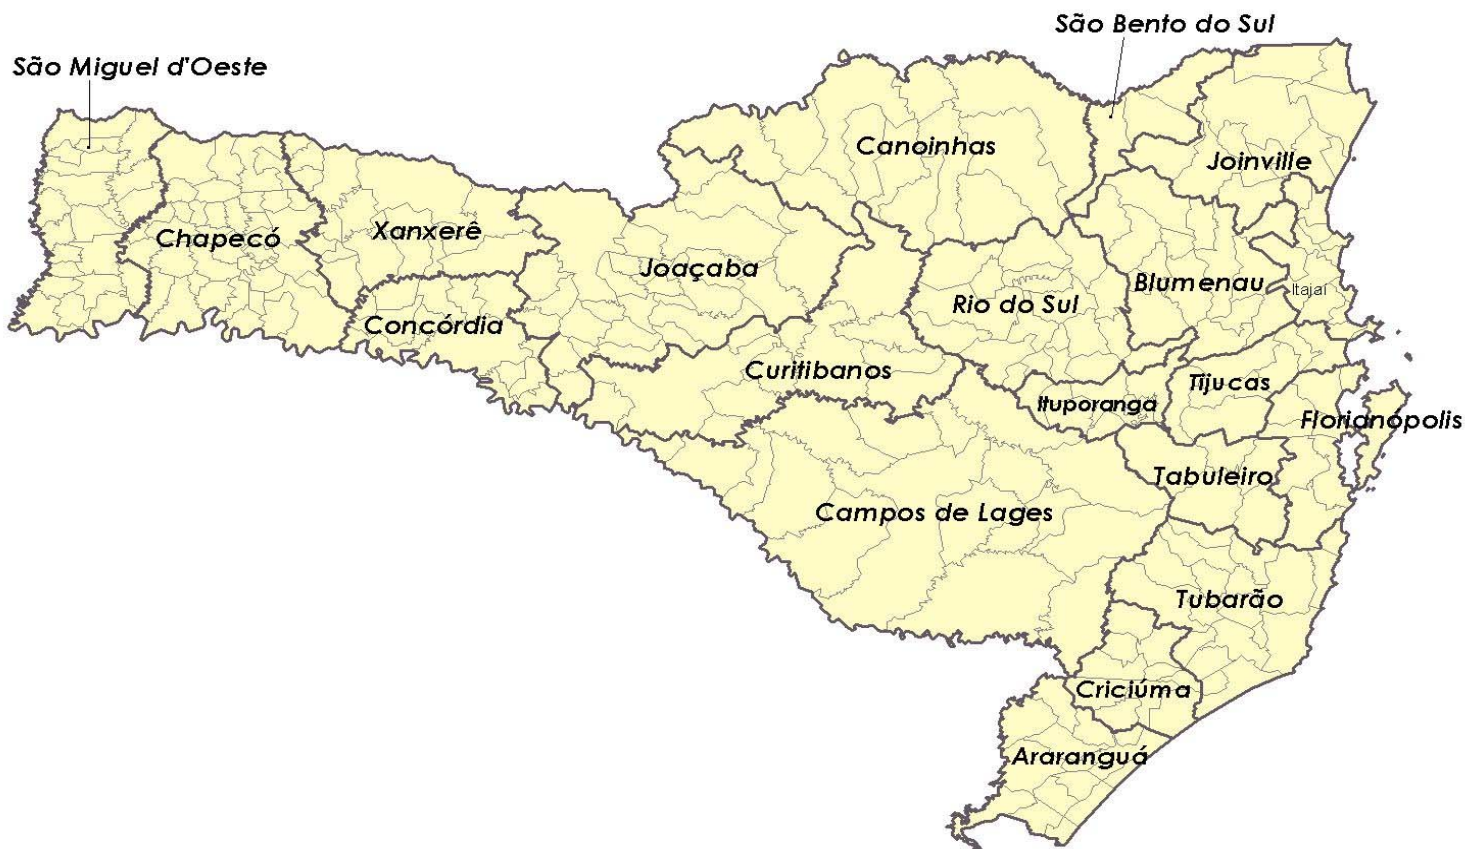 São Bento do Sul
São Miguel d'Oeste
Canoinhas
Joinville
Xanxerê
Chapecó
Joaçaba
Blumenau
Itajaí
Rio do Sul
Concórdia
Curitibanos
Tijucas
Ituporanga
Florianópolis
Tabuleiro
Campos de Lages
Tubarão
Criciúma
Araranguá